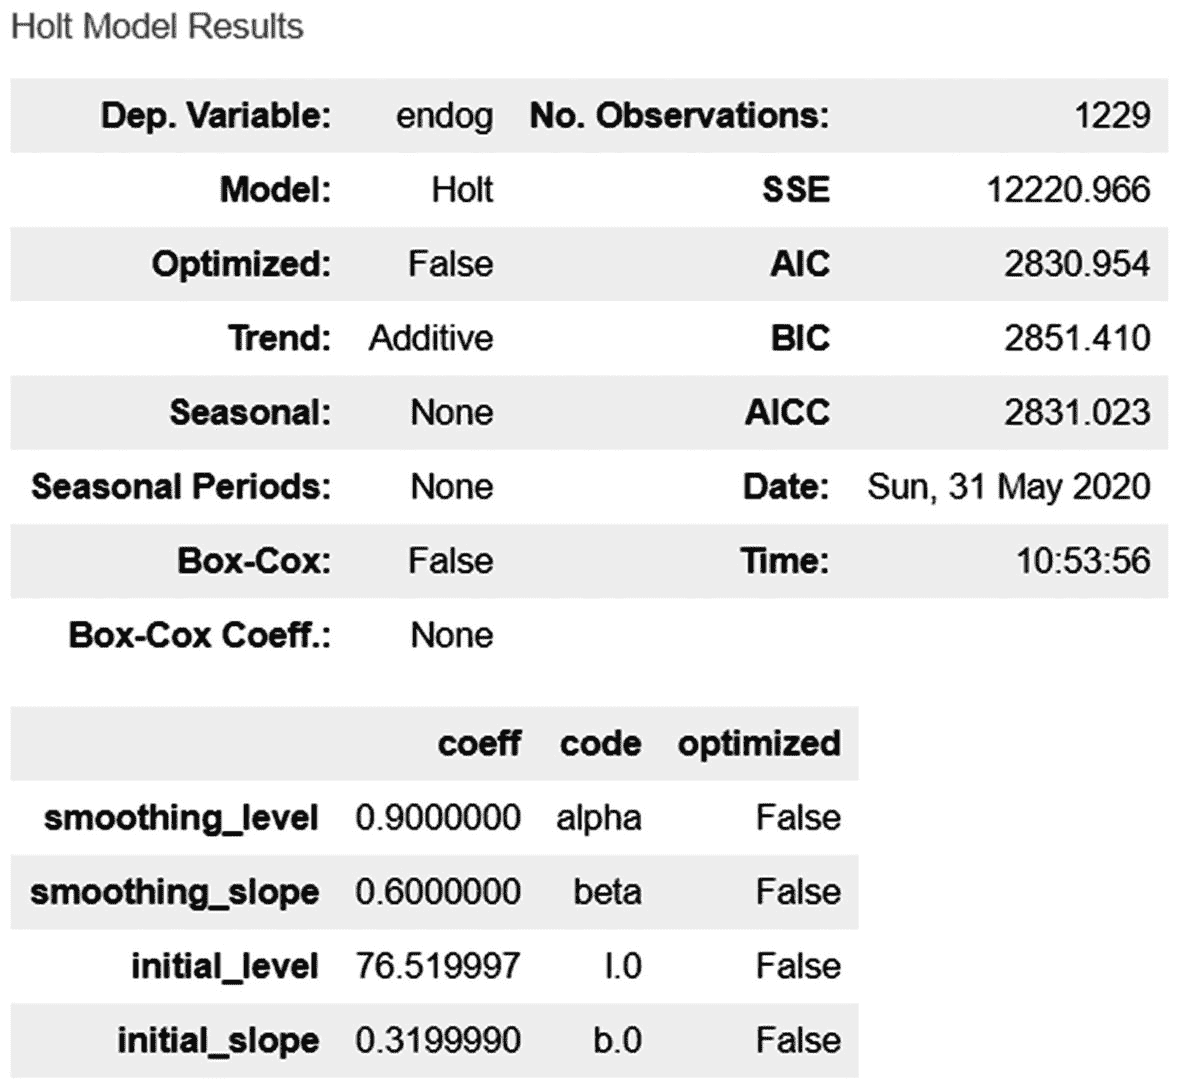 Holt Model Results
Dep. Variable: endog No. Observations: 1229
Model: Holt SSE 12220.966
Optimized: False AIC 2830.954
Trend: Additive BIC 2851.410
Seasonal: None AICC 2831.023
Seasonal Periods: None Date: Sun, 31 May 2020
Box-Cox: False Time: 10:53:56
Box-Cox Coeff.: None
coeff code optimized
smoothing_level 0.9000000 alpha False
smoothing_slope 0.6000000 beta False
initial_level 76.519997 l.0 False
initial_slope 0.3199990 b.0 False